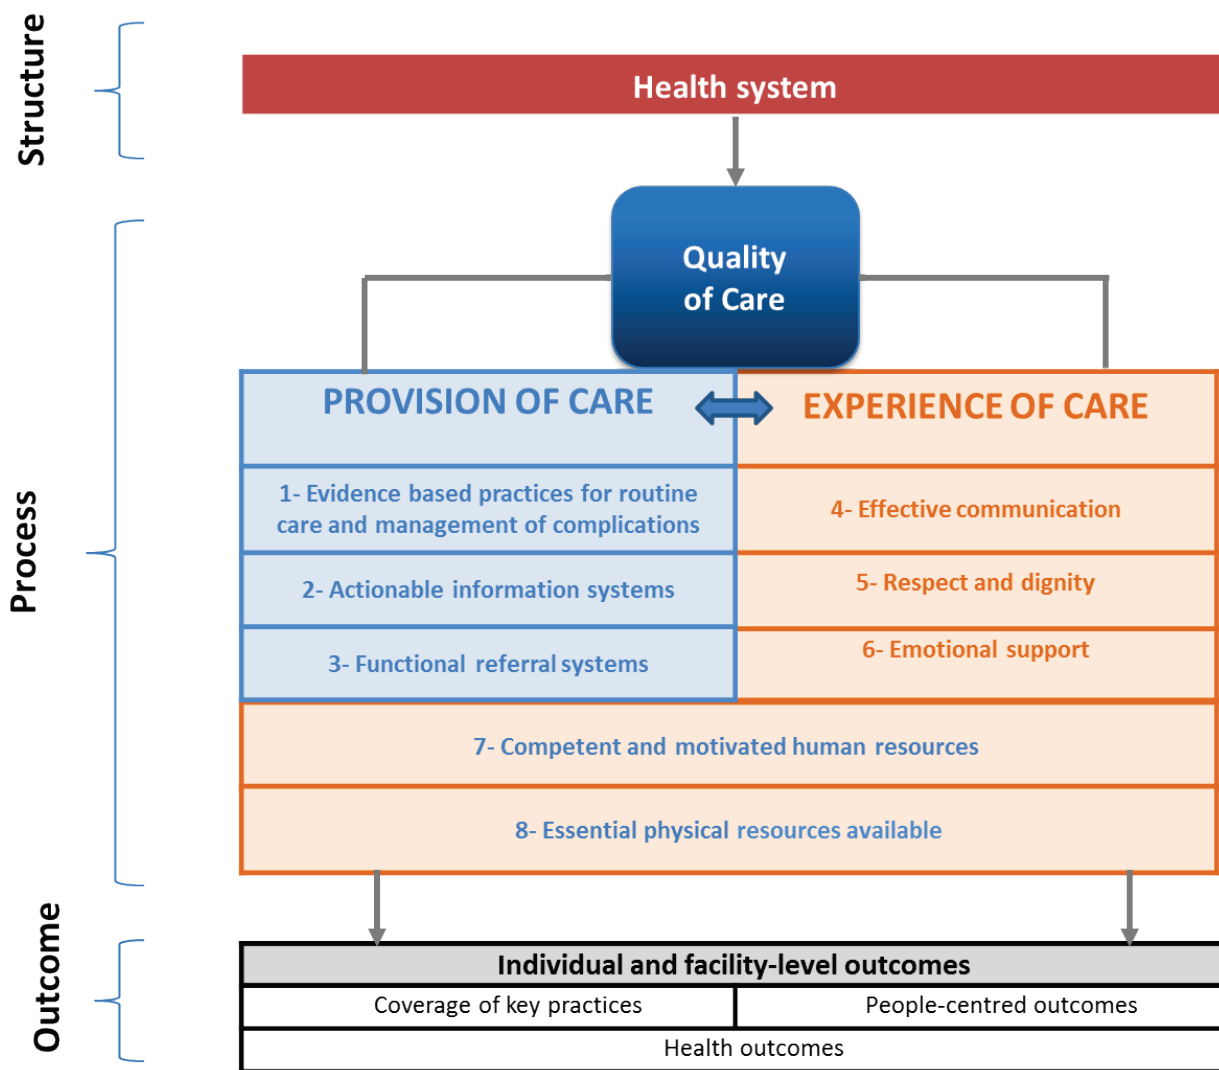 Structure
Health system
Process
Quality
of Care
PROVISION OF CARE
EXPERIENCE OF CARE
1- Evidence based practices for routine
care and management of complications
4- Effective communication
2- Actionable information systems
5- Respect and dignity
3- Functional referral systems
6- Emotional support
7- Competent and motivated human resources
8- Essential physical resources available
Outcome
Individual and facility-level outcomes
Coverage of key practices
People-centred outcomes
Health outcomes